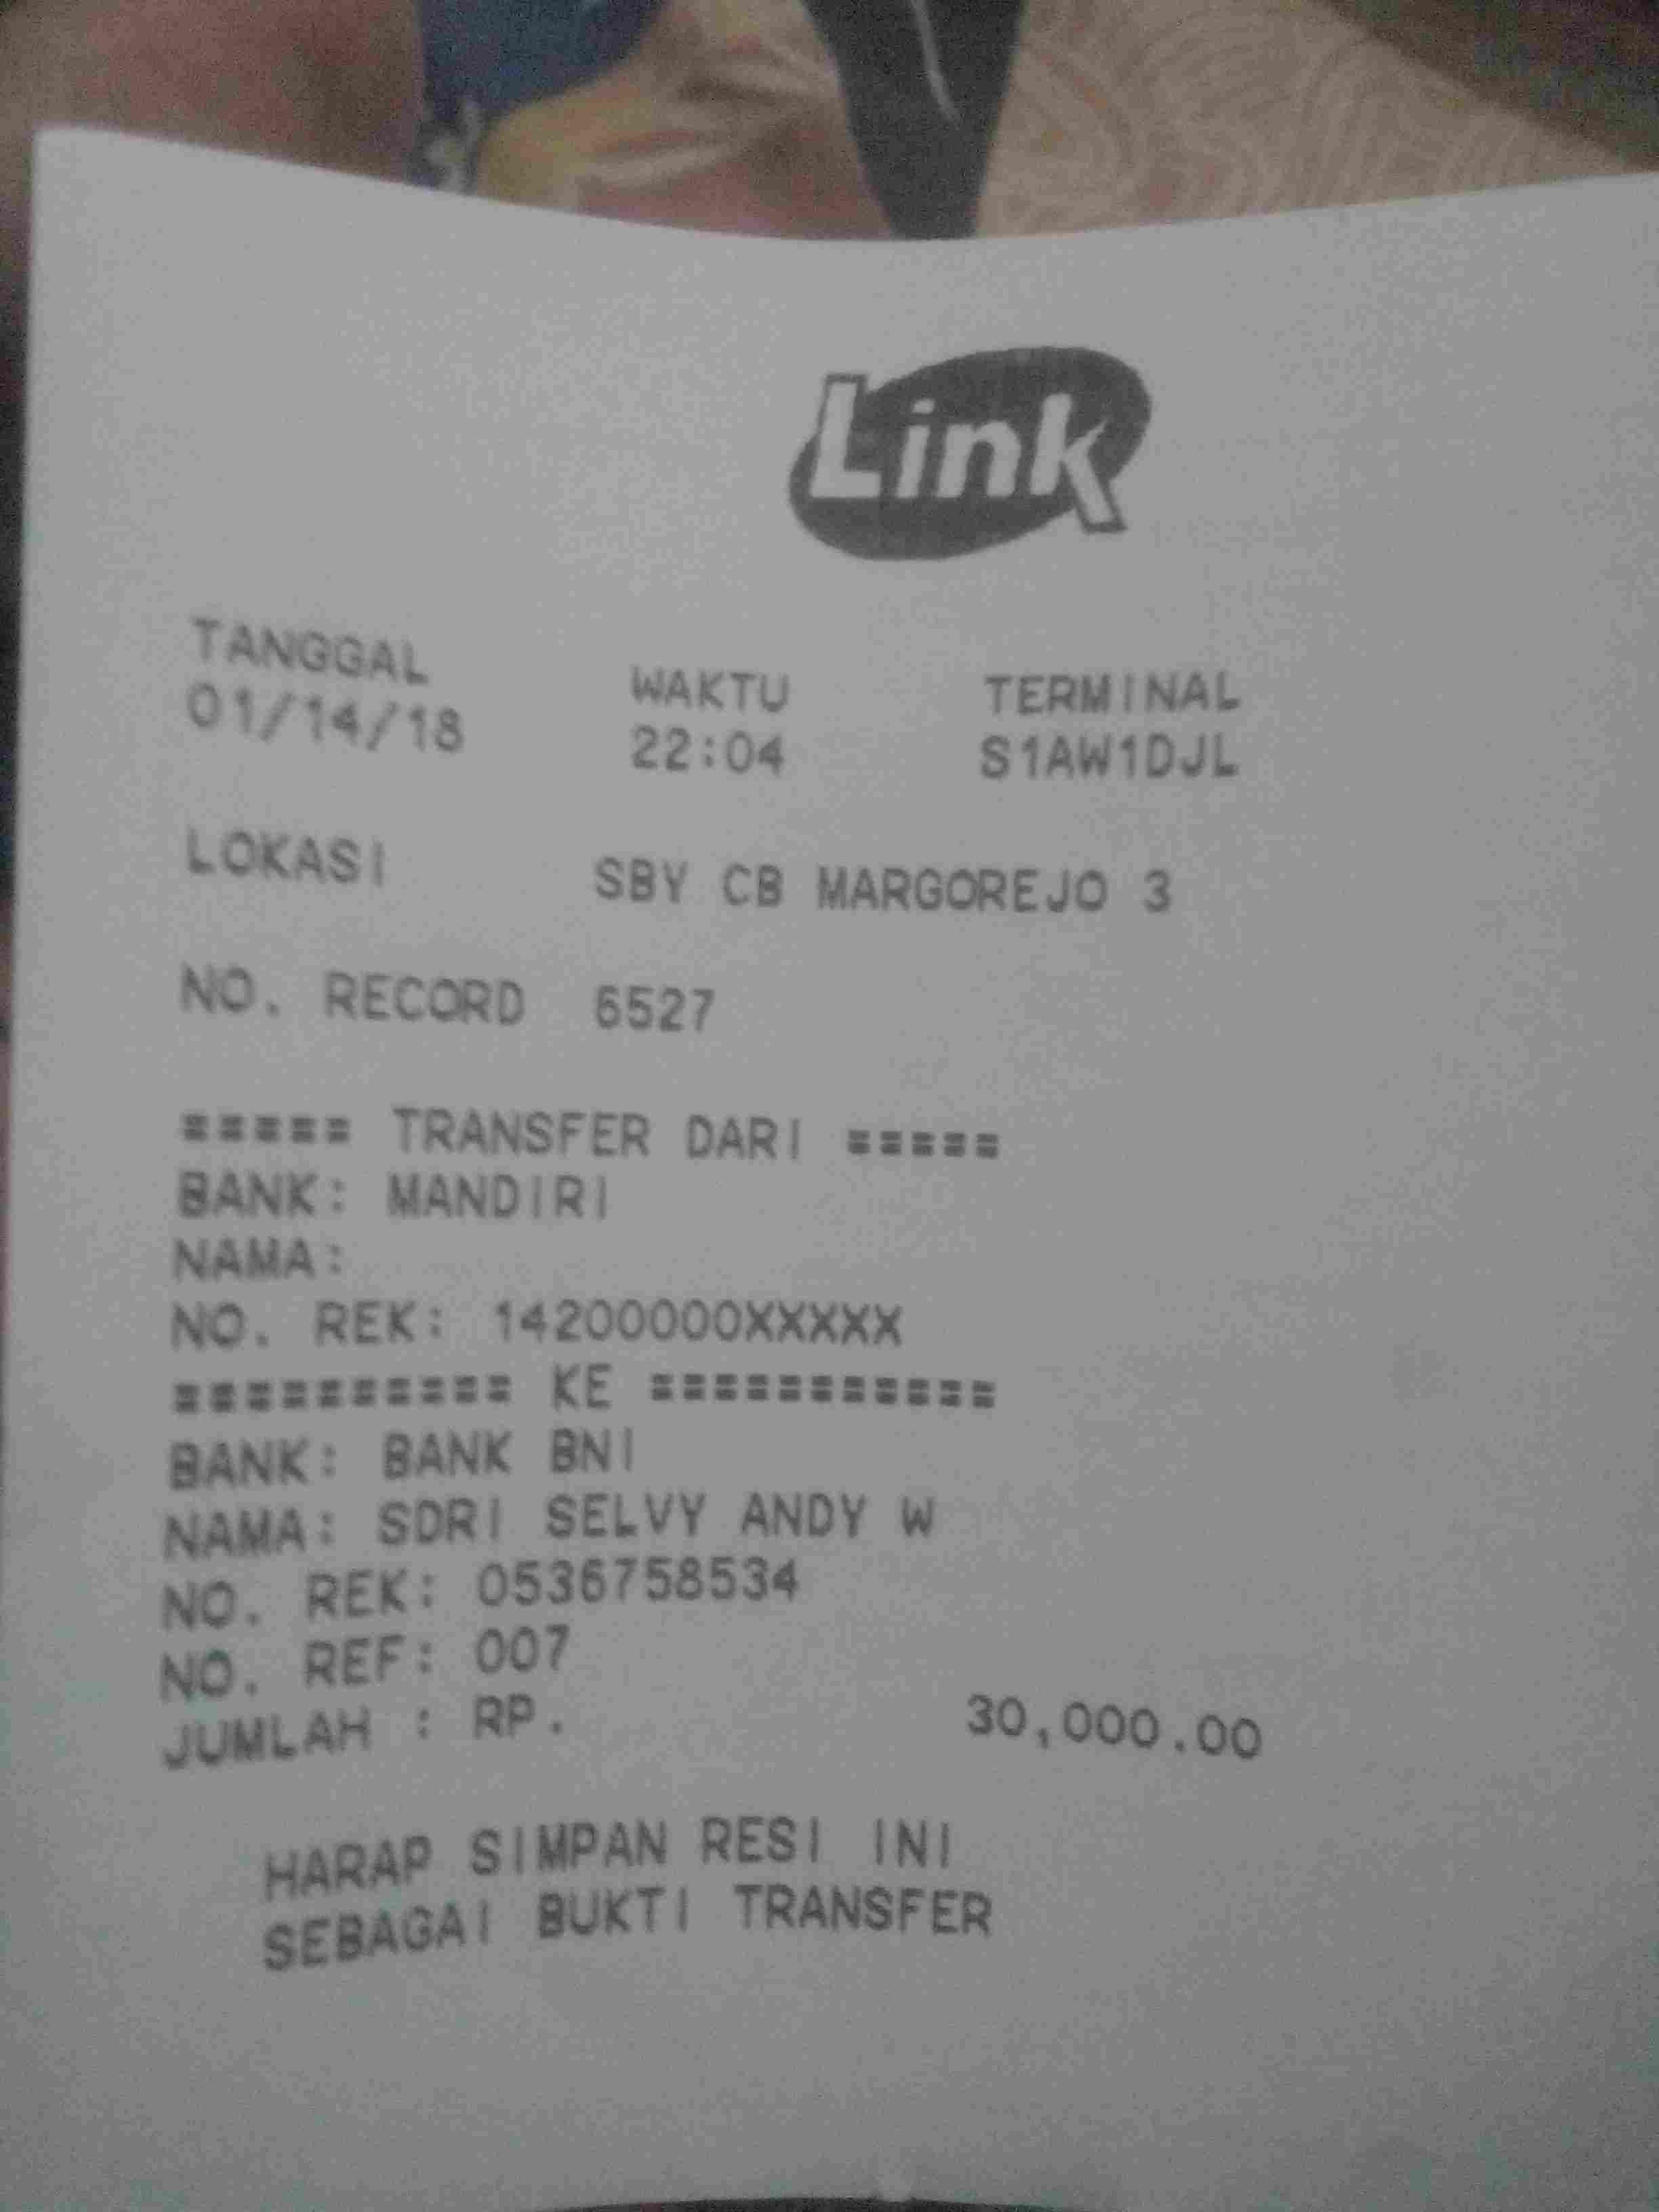 Link
TANGGAL WAKTU TERMINAL
01/14/18 22:04 S1AW1DJL
LOKASI SBY CB MARGOREJO 3
NO. RECORD 6527
===== TRANSFER DARI =====
BANK: MANDIRI
NAMA:
NO. REK: 14200000XXXXX
========== KE ===========
BANK: BANK BNI
NAMA: SDRI SELVY ANDY W
NO. REK: 0536758534
NO. REF: 007
JUMLAH : RP. 30,000.00
HARAP SIMPAN RESI INI
SEBAGAI BUKTI TRANSFER